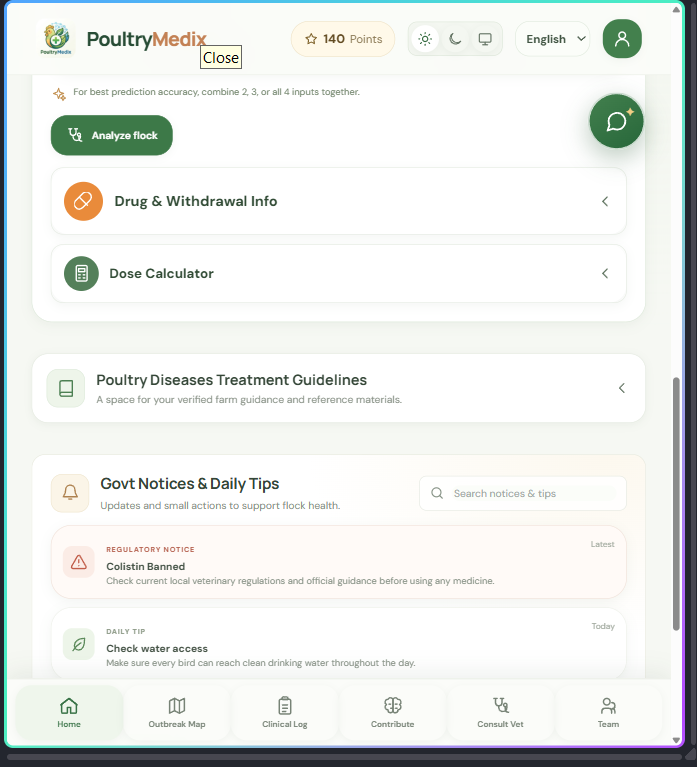 PoultryMedix
PoultryMedix
Close
140 Points
English
For best prediction accuracy, combine 2, 3, or all 4 inputs together.
Analyze flock
Drug & Withdrawal Info
Dose Calculator
Poultry Diseases Treatment Guidelines
A space for your verified farm guidance and reference materials.
Govt Notices & Daily Tips
Updates and small actions to support flock health.
Search notices & tips
REGULATORY NOTICE
Latest
Colistin Banned
Check current local veterinary regulations and official guidance before using any medicine.
DAILY TIP
Today
Check water access
Make sure every bird can reach clean drinking water throughout the day.
Home
Outbreak Map
Clinical Log
Contribute
Consult Vet
Team